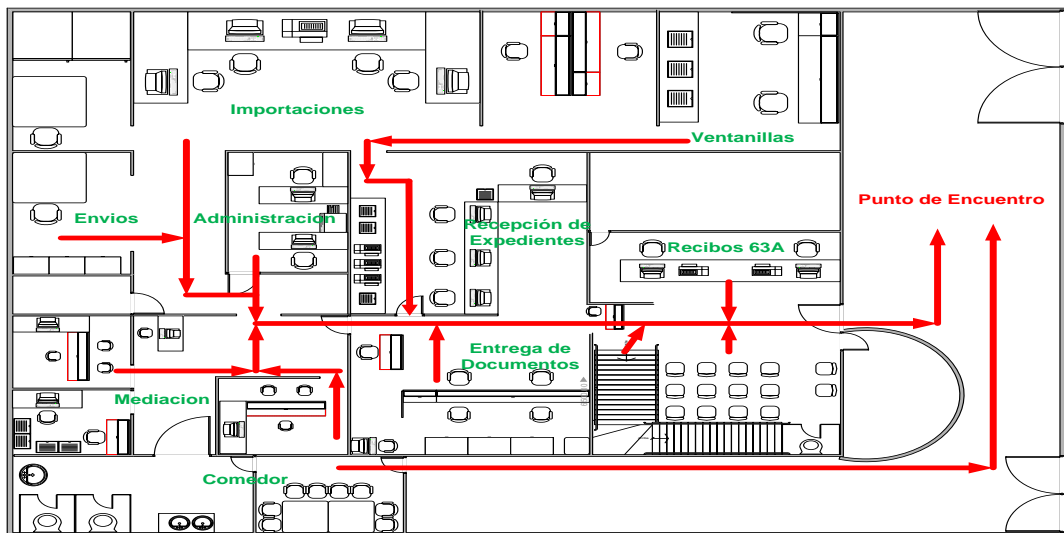 Importaciones
Ventanillas
Punto de Encuentro
Envios
Administracion
Recepción de
Expedientes
Recibos 63A
Entrega de
Documentos
Mediacion
Comedor